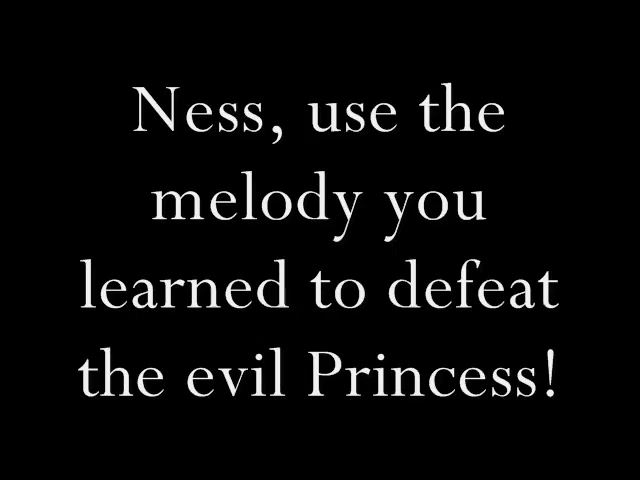 Ness, use the
melody you
learned to defeat
the evil Princess!